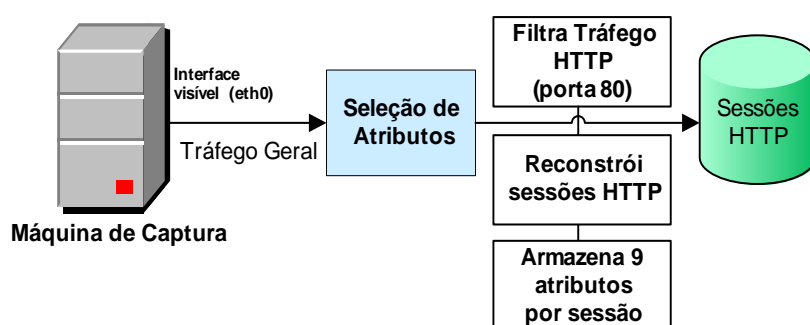 Filtra Tráfego
HTTP
(porta 80)
Interface
visível (eth0)
Seleção de
Atributos
Sessões
HTTP
Tráfego Geral
Reconstrói
sessões HTTP
Máquina de Captura
Armazena 9
atributos
por sessão